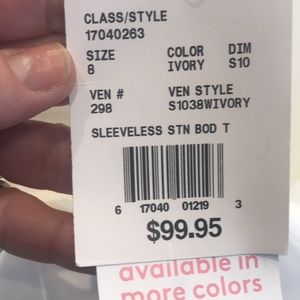 CLASS/STYLE
17040263
SIZE COLOR DIM
8 IVORY S10
VEN # VEN STYLE
298 S1038WIVORY
SLEEVELESS STN BOD T
6 17040 01219 3
$99.95
available in
more colors